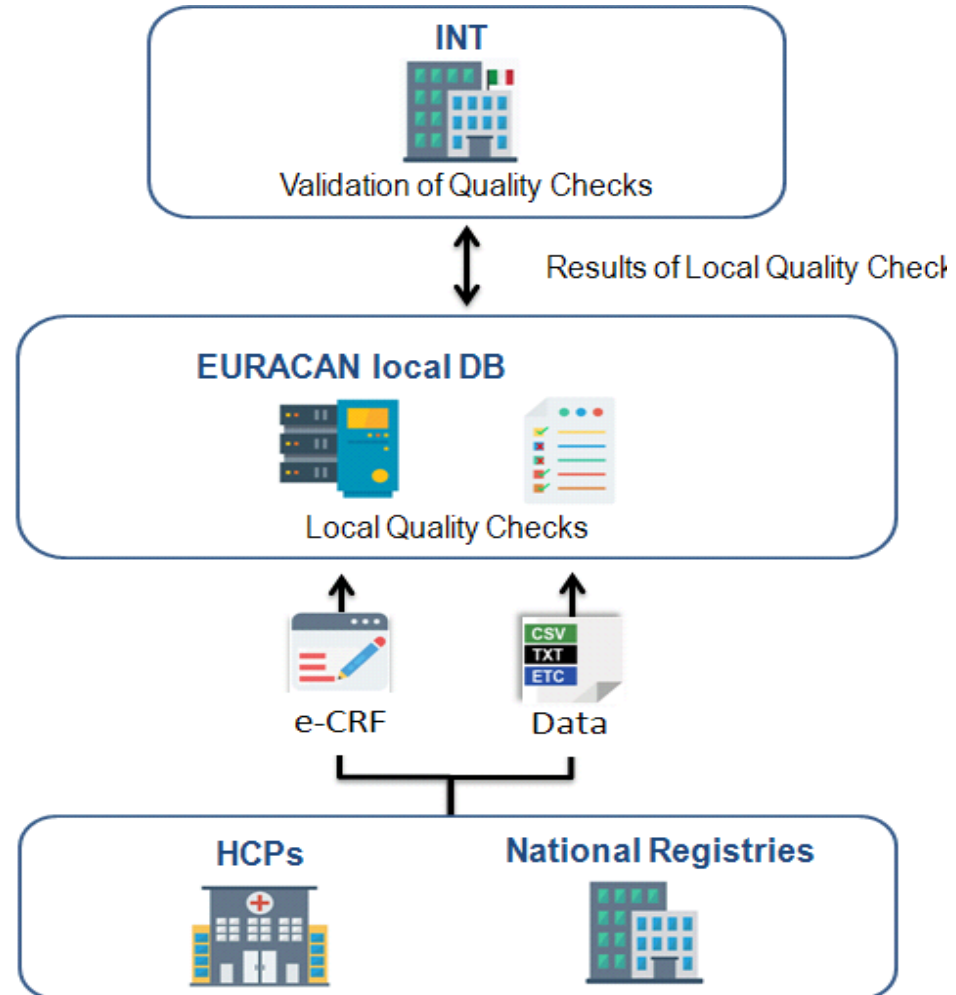 INT
Validation of Quality Checks
Results of Local Quality Check
EURACAN local DB
Local Quality Checks
CSV
TXT
ETC
e-CRF
Data
HCPs
National Registries